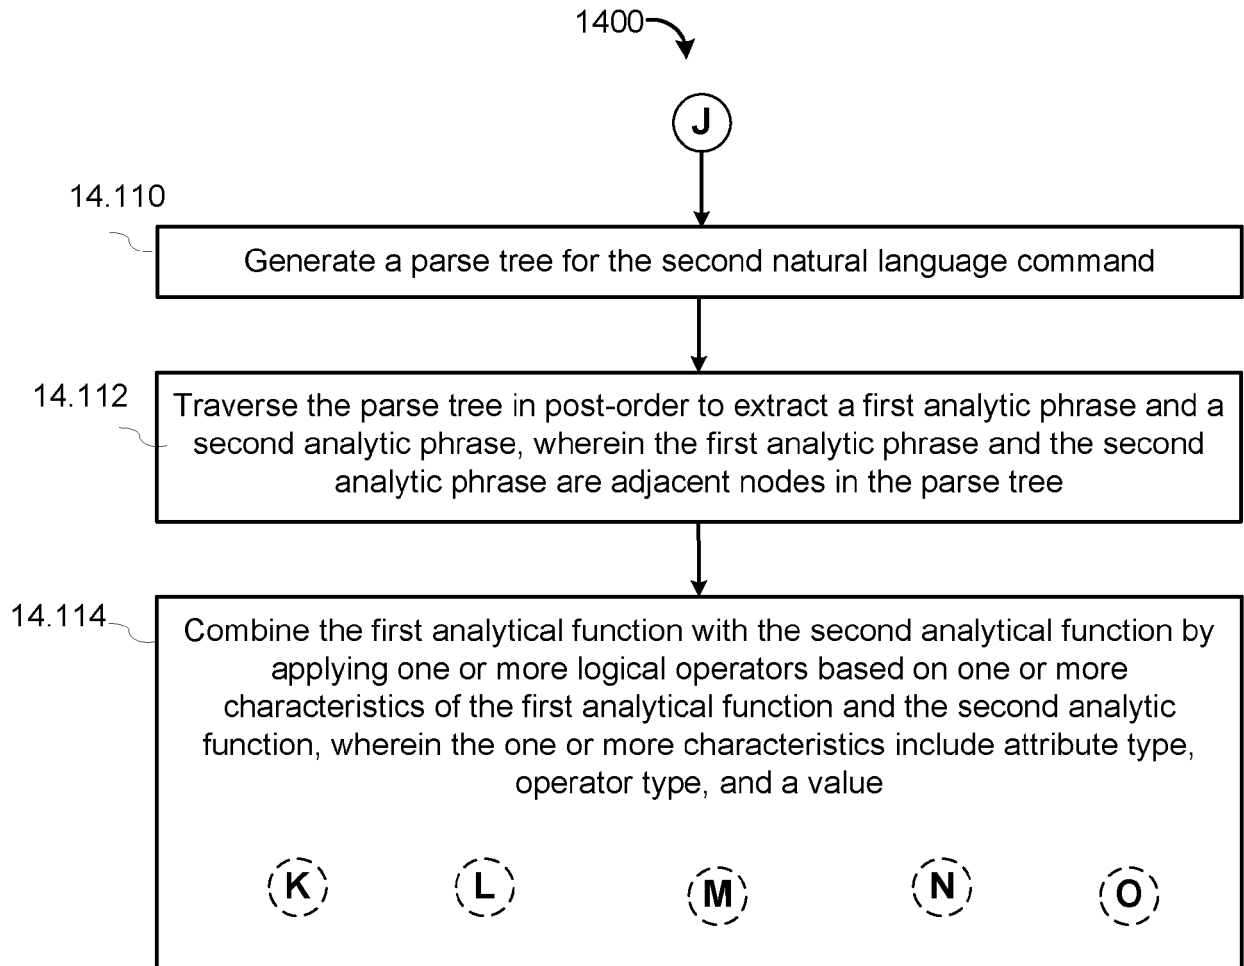 1400
J
14.110
Generate a parse tree for the second natural language command
14.112
Traverse the parse tree in post-order to extract a first analytic phrase and a
second analytic phrase, wherein the first analytic phrase and the second
analytic phrase are adjacent nodes in the parse tree
14.114
Combine the first analytical function with the second analytical function by
applying one or more logical operators based on one or more
characteristics of the first analytical function and the second analytic
function, wherein the one or more characteristics include attribute type,
operator type, and a value
K L M N O